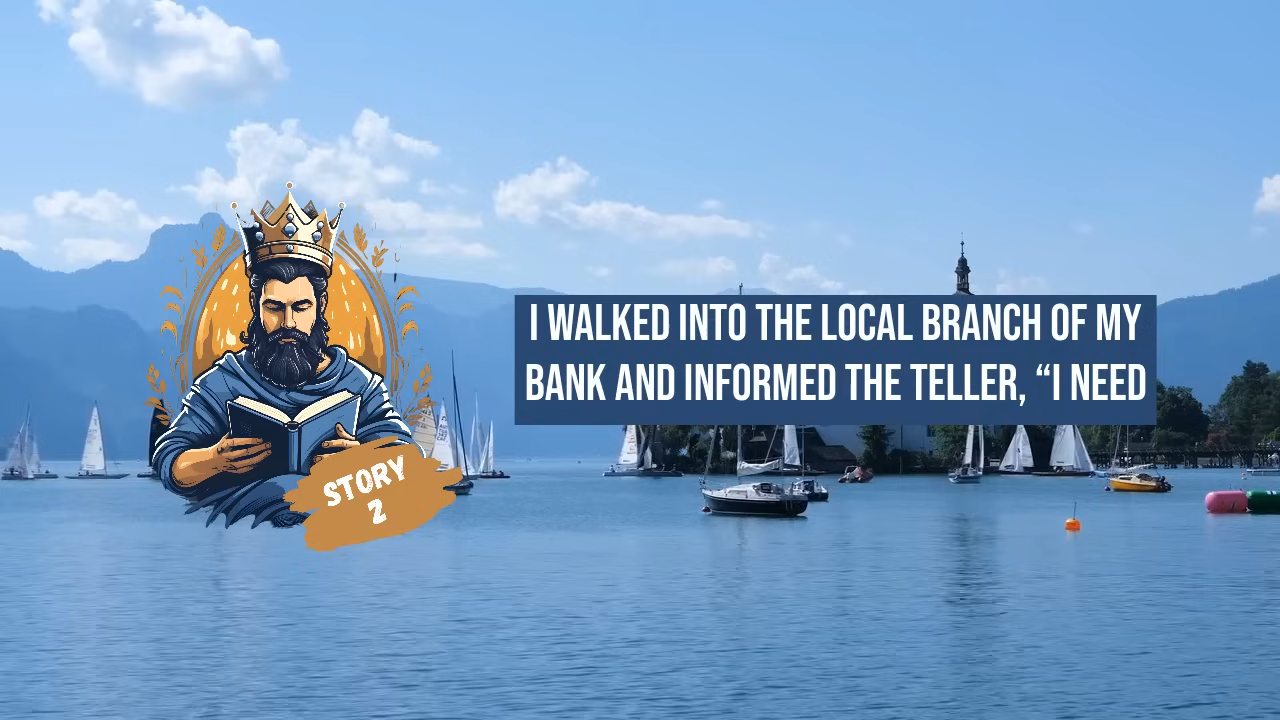 I WALKED INTO THE LOCAL BRANCH OF MY
BANK AND INFORMED THE TELLER, “I NEED
STORY
2